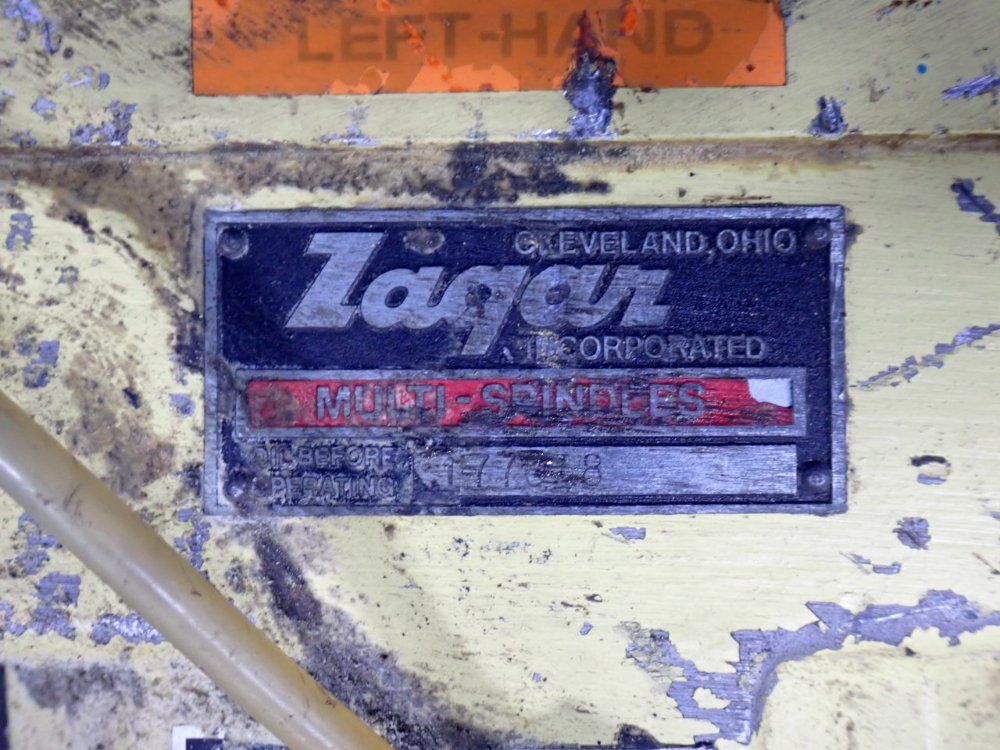 LEFT-HAND
Zagar
CLEVELAND, OHIO
INCORPORATED
MULTI-SPINDLES
OIL BEFORE
OPERATING